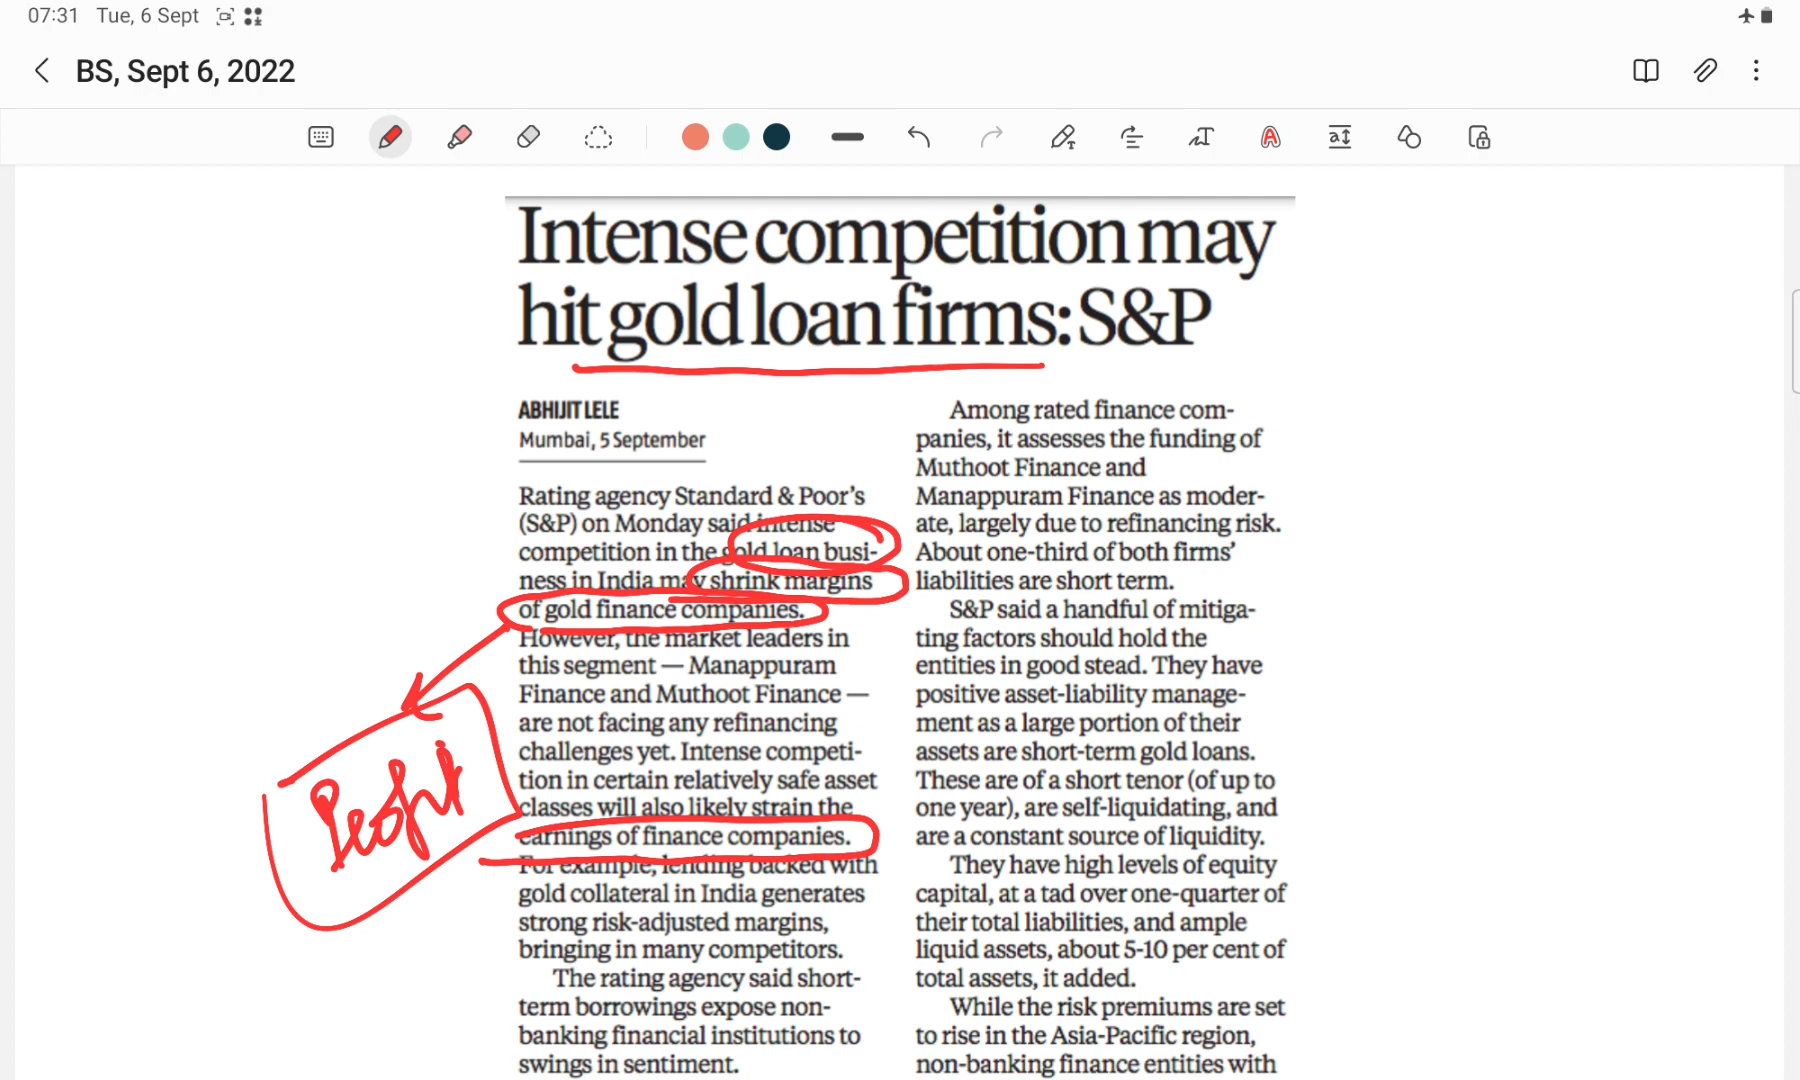 07:31 Tue, 6 Sept
BS, Sept 6, 2022
Intense competition may
hit gold loan firms: S&P
ABHIJIT LELE
Mumbai, 5 September
Rating agency Standard & Poor's
(S&P) on Monday said intense
competition in the gold loan busi-
ness in India may shrink margins
of gold finance companies.
However, the market leaders in
this segment — Manappuram
Finance and Muthoot Finance —
are not facing any refinancing
challenges yet. Intense competi-
tion in certain relatively safe asset
classes will also likely strain the
earnings of finance companies.
For example, lending backed with
gold collateral in India generates
strong risk-adjusted margins,
bringing in many competitors.
The rating agency said short-
term borrowings expose non-
banking financial institutions to
swings in sentiment.
Among rated finance com-
panies, it assesses the funding of
Muthoot Finance and
Manappuram Finance as moder-
ate, largely due to refinancing risk.
About one-third of both firms'
liabilities are short term.
S&P said a handful of mitiga-
ting factors should hold the
entities in good stead. They have
positive asset-liability manage-
ment as a large portion of their
assets are short-term gold loans.
These are of a short tenor (of up to
one year), are self-liquidating, and
are a constant source of liquidity.
They have high levels of equity
capital, at a tad over one-quarter of
their total liabilities, and ample
liquid assets, about 5-10 per cent of
total assets, it added.
While the risk premiums are set
to rise in the Asia-Pacific region,
non-banking finance entities with
Profit